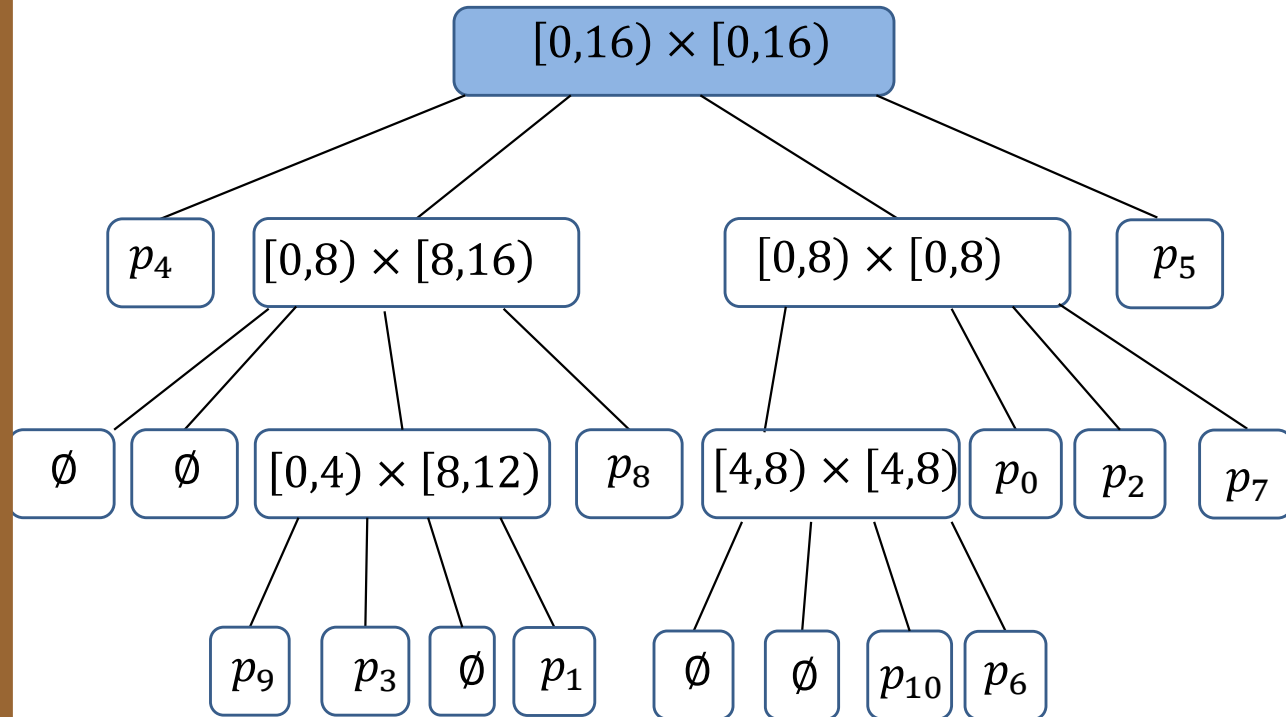 [0,16) × [0,16)
p₄ [0,8) × [8,16) [0,8) × [0,8) p₅
∅ ∅ [0,4) × [8,12) p₈ [4,8) × [4,8) p₀ p₂ p₇
p₉ p₃ ∅ p₁ ∅ ∅ p₁₀ p₆